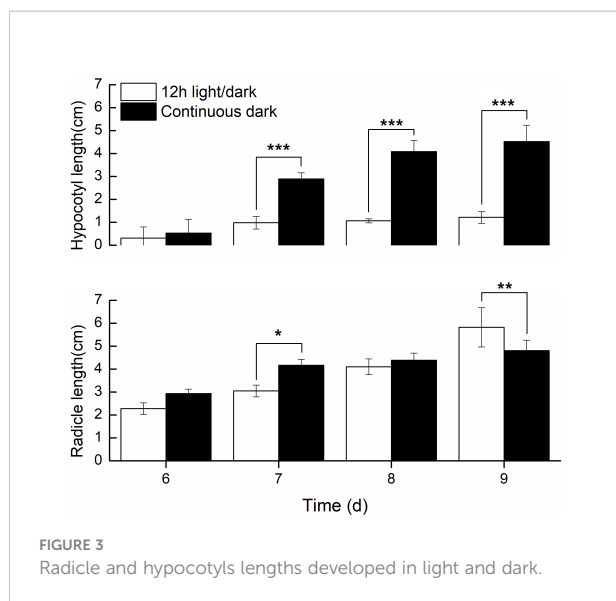 12h light/dark
Continuous dark
Hypocotyl length(cm)
7
6
5
4
3
2
1
0
***
***
***
Radicle length(cm)
7
6
5
4
3
2
1
0
*
**
6 7 8 9
Time (d)
FIGURE 3
Radicle and hypocotyls lengths developed in light and dark.